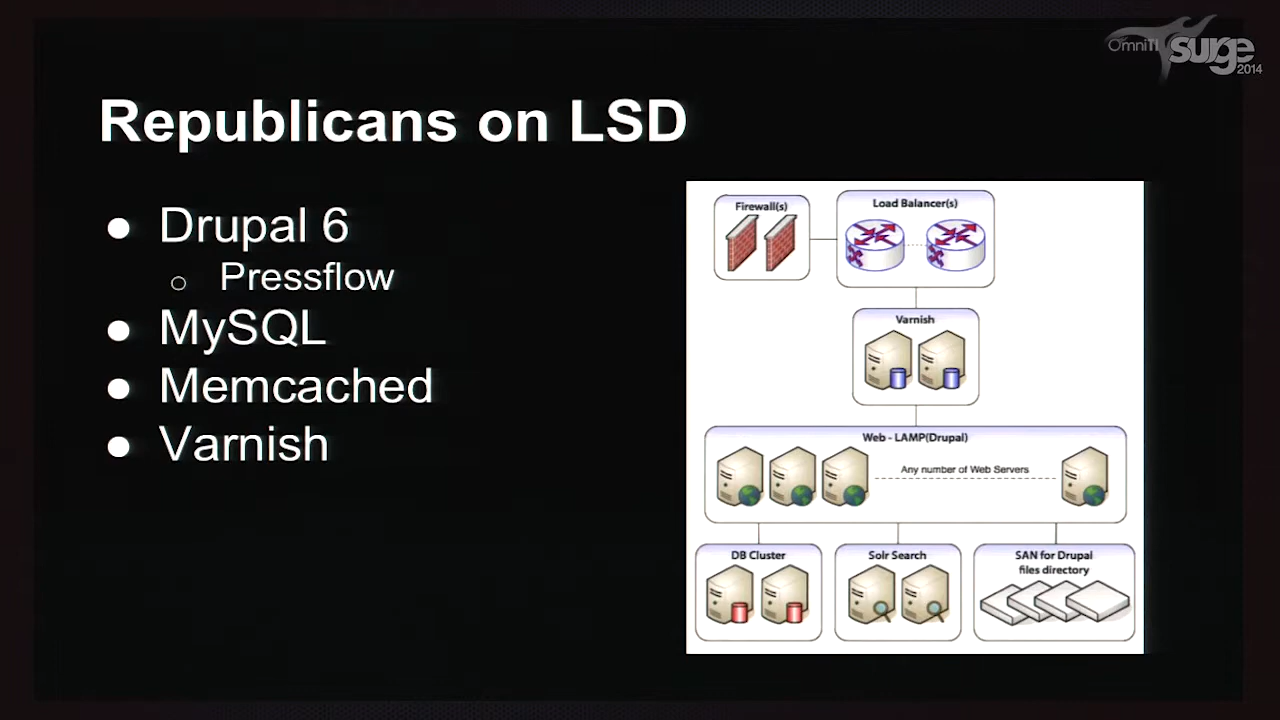 OmniTI surge 2014
Republicans on LSD
Drupal 6
Pressflow
MySQL
Memcached
Varnish
Firewall(s)
Load Balancer(s)
Varnish
Web - LAMP(Drupal)
Any number of Web Servers
DB Cluster
Solr Search
SAN for Drupal
files directory